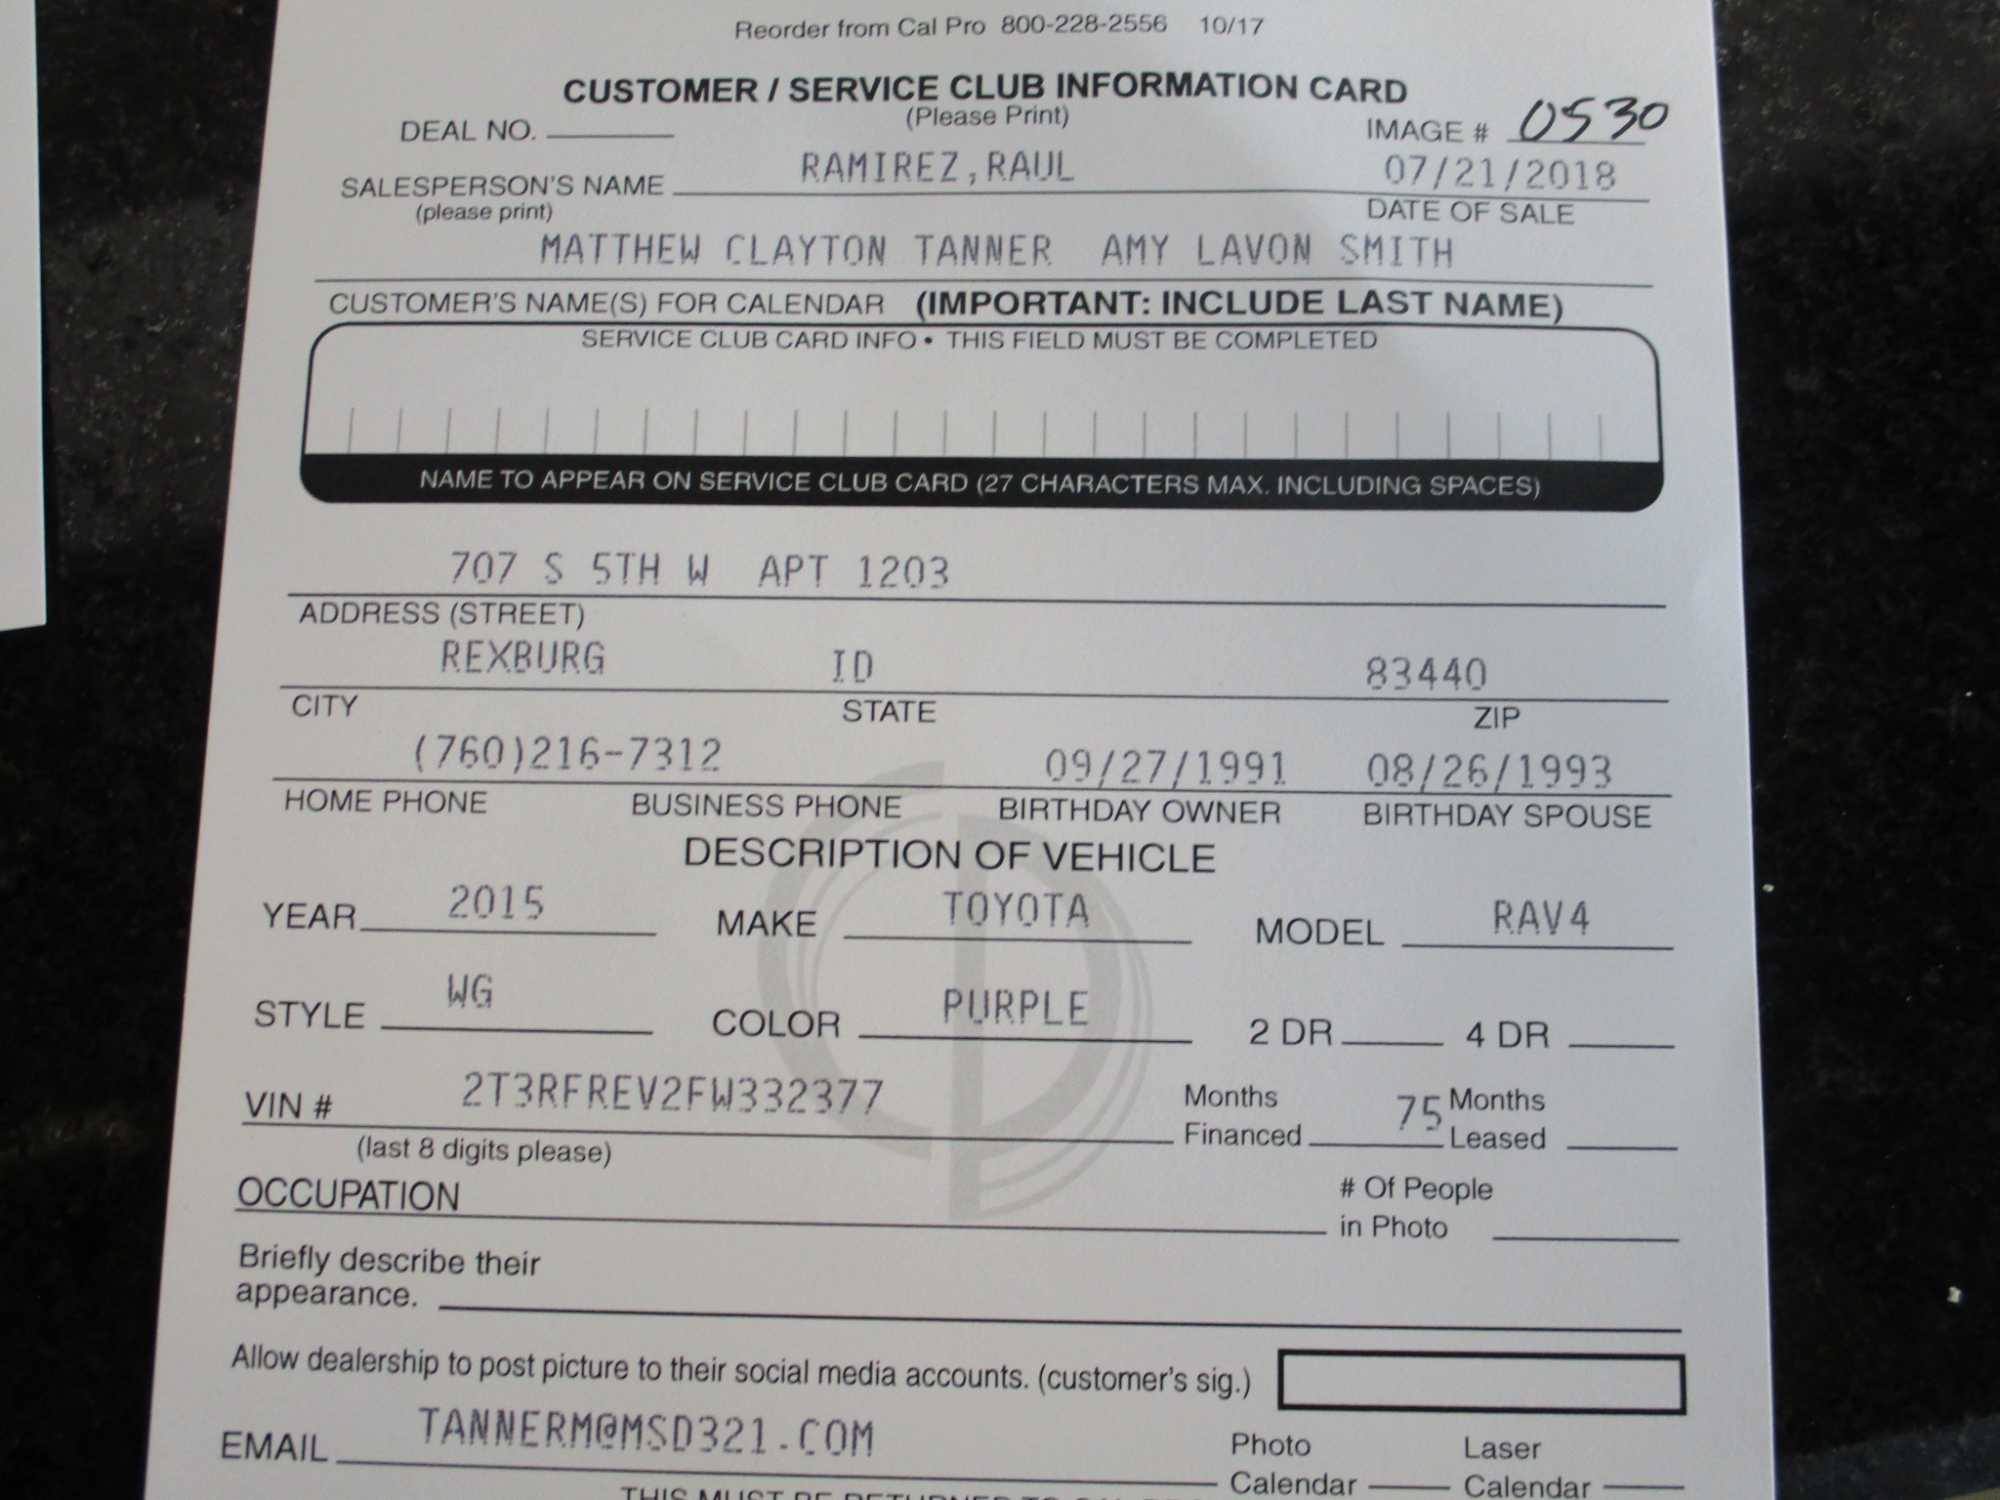 Reorder from Cal Pro 800-228-2556 10/17
CUSTOMER / SERVICE CLUB INFORMATION CARD
(Please Print)
DEAL NO. IMAGE # 0530
SALESPERSON'S NAME RAMIREZ,RAUL 07/21/2018
(please print) DATE OF SALE
MATTHEW CLAYTON TANNER AMY LAVON SMITH
CUSTOMER'S NAME(S) FOR CALENDAR (IMPORTANT: INCLUDE LAST NAME)
SERVICE CLUB CARD INFO • THIS FIELD MUST BE COMPLETED
NAME TO APPEAR ON SERVICE CLUB CARD (27 CHARACTERS MAX. INCLUDING SPACES)
707 S 5TH W APT 1203
ADDRESS (STREET)
REXBURG ID 83440
CITY STATE ZIP
(760)216-7312 09/27/1991 08/26/1993
HOME PHONE BUSINESS PHONE BIRTHDAY OWNER BIRTHDAY SPOUSE
DESCRIPTION OF VEHICLE
YEAR 2015 MAKE TOYOTA MODEL RAV4
STYLE WG COLOR PURPLE 2 DR 4 DR
VIN # 2T3RFREV2FW332377 Months Financed 75 Months Leased
(last 8 digits please)
OCCUPATION # Of People in Photo
Briefly describe their
appearance.
Allow dealership to post picture to their social media accounts. (customer's sig.)
EMAIL TANNERM@MSD321.COM Photo Calendar Laser Calendar
THIS MUST BE RETURNED TO